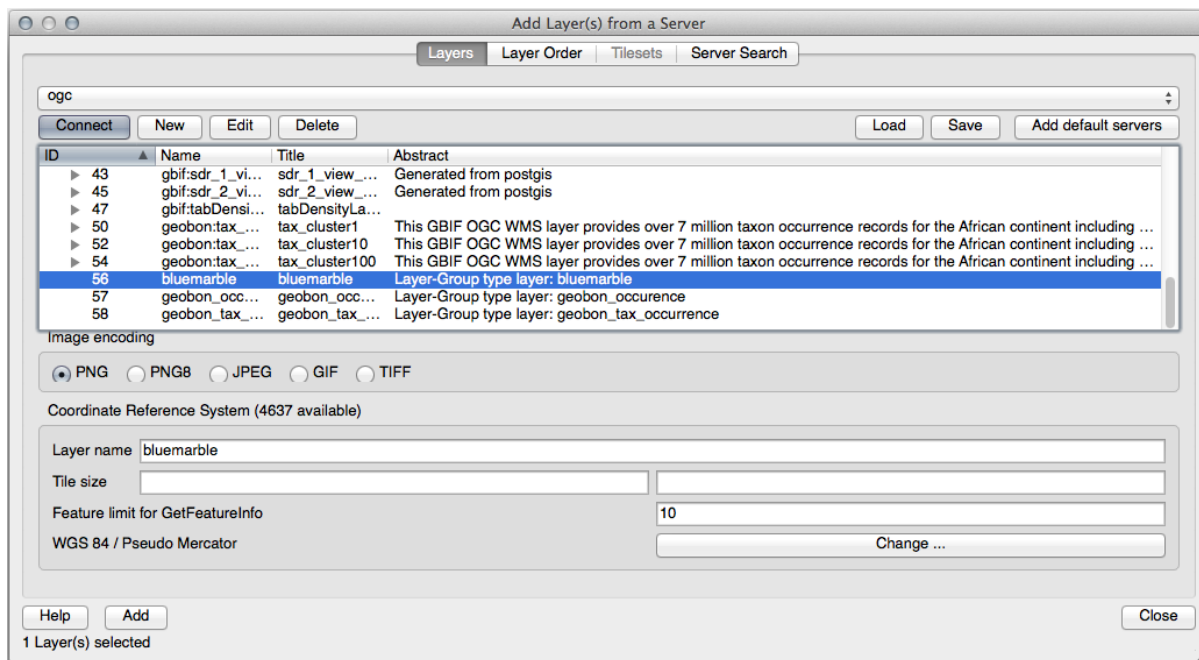 Add Layer(s) from a Server
Layers Layer Order Tilesets Server Search
ogc
Connect New Edit Delete Load Save Add default servers
ID Name Title Abstract
43 gbif:sdr_1_vi... sdr_1_view_... Generated from postgis
45 gbif:sdr_2_vi... sdr_2_view_... Generated from postgis
47 gbif:tabDensi... tabDensityLa...
50 geobon:tax_... tax_cluster1 This GBIF OGC WMS layer provides over 7 million taxon occurrence records for the African continent including ...
52 geobon:tax_... tax_cluster10 This GBIF OGC WMS layer provides over 7 million taxon occurrence records for the African continent including ...
54 geobon:tax_... tax_cluster100 This GBIF OGC WMS layer provides over 7 million taxon occurrence records for the African continent including ...
56 bluemarble bluemarble Layer-Group type layer: bluemarble
57 geobon_occ... geobon_occ... Layer-Group type layer: geobon_occurence
58 geobon_tax_... geobon_tax_... Layer-Group type layer: geobon_tax_occurrence
Image encoding
PNG PNG8 JPEG GIF TIFF
Coordinate Reference System (4637 available)
Layer name bluemarble
Tile size
Feature limit for GetFeatureInfo 10
WGS 84 / Pseudo Mercator Change ...
Help Add Close
1 Layer(s) selected